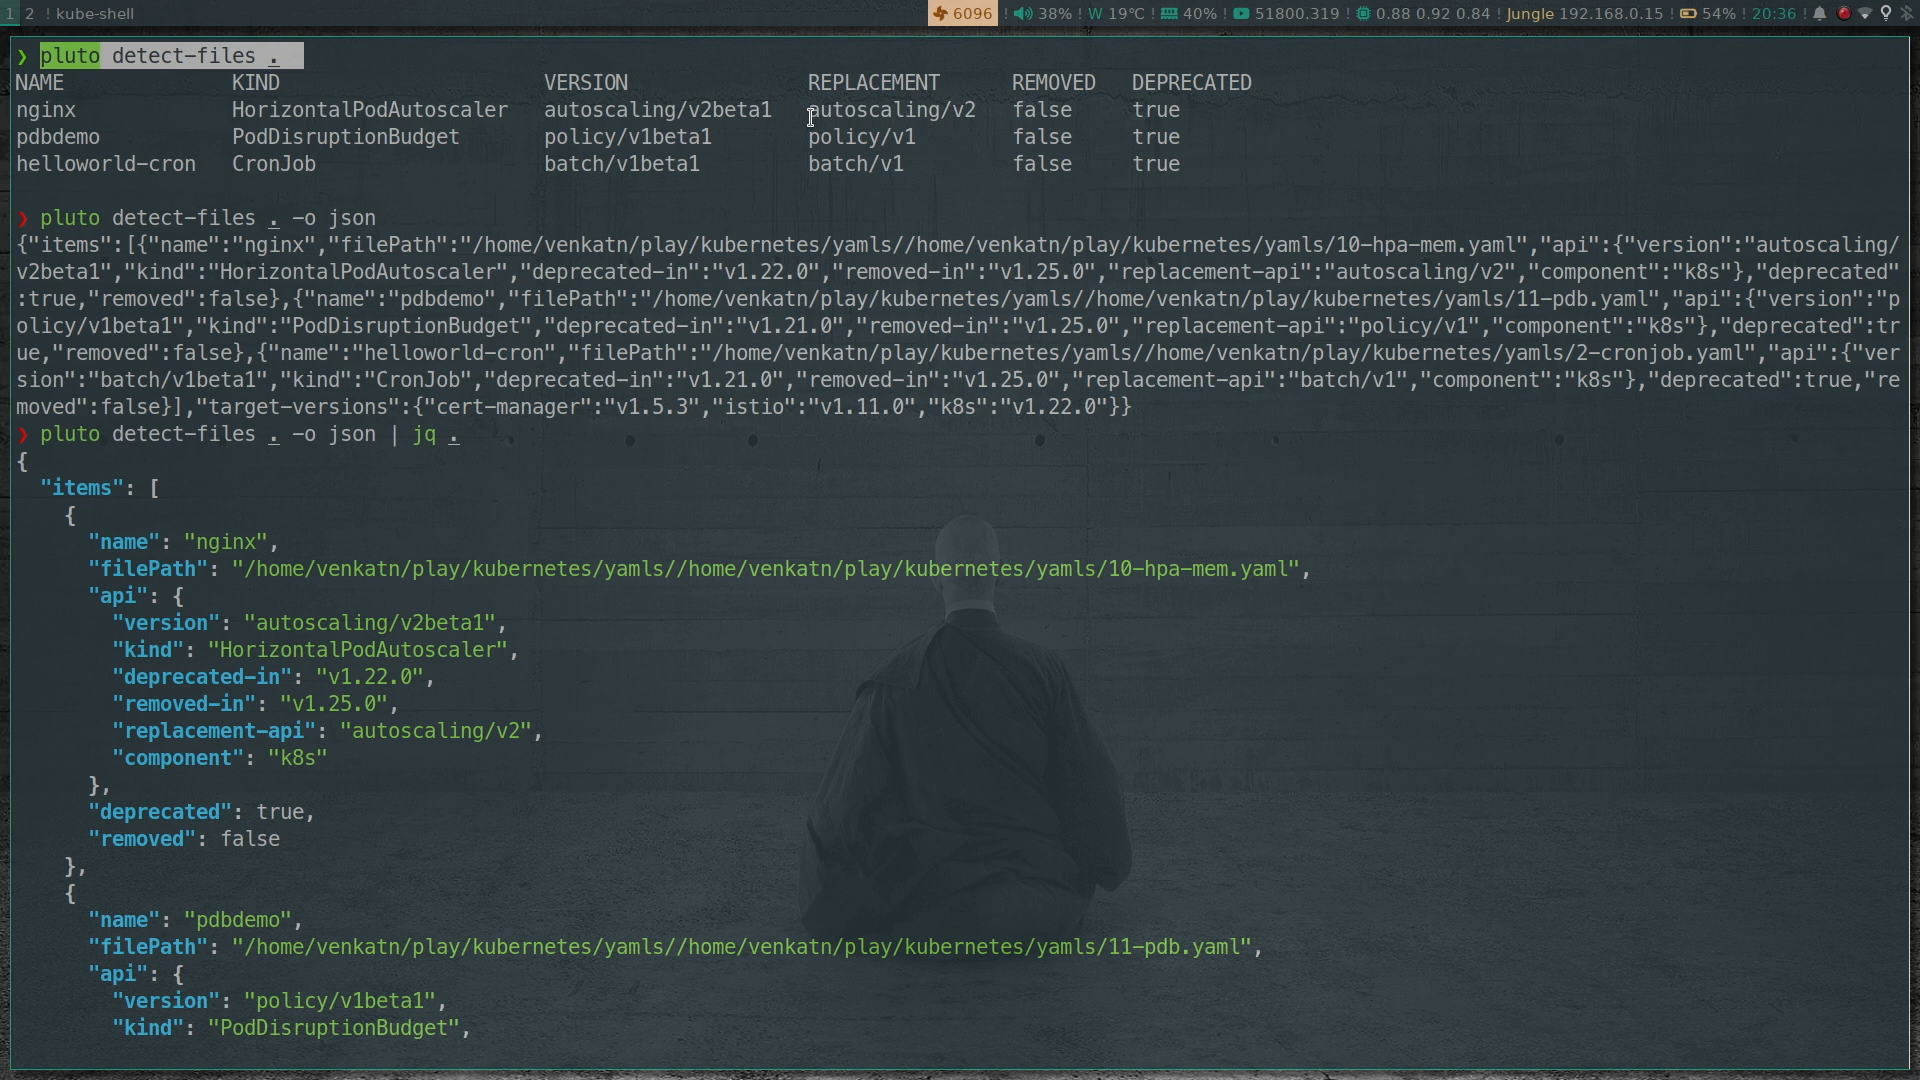 1 2 ! kube-shell 6096 ! 38% ! W 19℃ ! 40% ! 51800.319 ! 0.88 0.92 0.84 ! Jungle 192.168.0.15 ! 54% ! 20:36 !
❯ pluto detect-files .
NAME KIND VERSION REPLACEMENT REMOVED DEPRECATED
nginx HorizontalPodAutoscaler autoscaling/v2beta1 autoscaling/v2 false true
pdbdemo PodDisruptionBudget policy/v1beta1 policy/v1 false true
helloworld-cron CronJob batch/v1beta1 batch/v1 false true
❯ pluto detect-files . -o json
{"items":[{"name":"nginx","filePath":"/home/venkatn/play/kubernetes/yamls//home/venkatn/play/kubernetes/yamls/10-hpa-mem.yaml","api":{"version":"autoscaling/
v2beta1","kind":"HorizontalPodAutoscaler","deprecated-in":"v1.22.0","removed-in":"v1.25.0","replacement-api":"autoscaling/v2","component":"k8s"},"deprecated"
:true,"removed":false},{"name":"pdbdemo","filePath":"/home/venkatn/play/kubernetes/yamls//home/venkatn/play/kubernetes/yamls/11-pdb.yaml","api":{"version":"p
olicy/v1beta1","kind":"PodDisruptionBudget","deprecated-in":"v1.21.0","removed-in":"v1.25.0","replacement-api":"policy/v1","component":"k8s"},"deprecated":tr
ue,"removed":false},{"name":"helloworld-cron","filePath":"/home/venkatn/play/kubernetes/yamls//home/venkatn/play/kubernetes/yamls/2-cronjob.yaml","api":{"ver
sion":"batch/v1beta1","kind":"CronJob","deprecated-in":"v1.21.0","removed-in":"v1.25.0","replacement-api":"batch/v1","component":"k8s"},"deprecated":true,"re
moved":false}],"target-versions":{"cert-manager":"v1.5.3","istio":"v1.11.0","k8s":"v1.22.0"}}
❯ pluto detect-files . -o json | jq .
{
"items": [
{
"name": "nginx",
"filePath": "/home/venkatn/play/kubernetes/yamls//home/venkatn/play/kubernetes/yamls/10-hpa-mem.yaml",
"api": {
"version": "autoscaling/v2beta1",
"kind": "HorizontalPodAutoscaler",
"deprecated-in": "v1.22.0",
"removed-in": "v1.25.0",
"replacement-api": "autoscaling/v2",
"component": "k8s"
},
"deprecated": true,
"removed": false
},
{
"name": "pdbdemo",
"filePath": "/home/venkatn/play/kubernetes/yamls//home/venkatn/play/kubernetes/yamls/11-pdb.yaml",
"api": {
"version": "policy/v1beta1",
"kind": "PodDisruptionBudget",